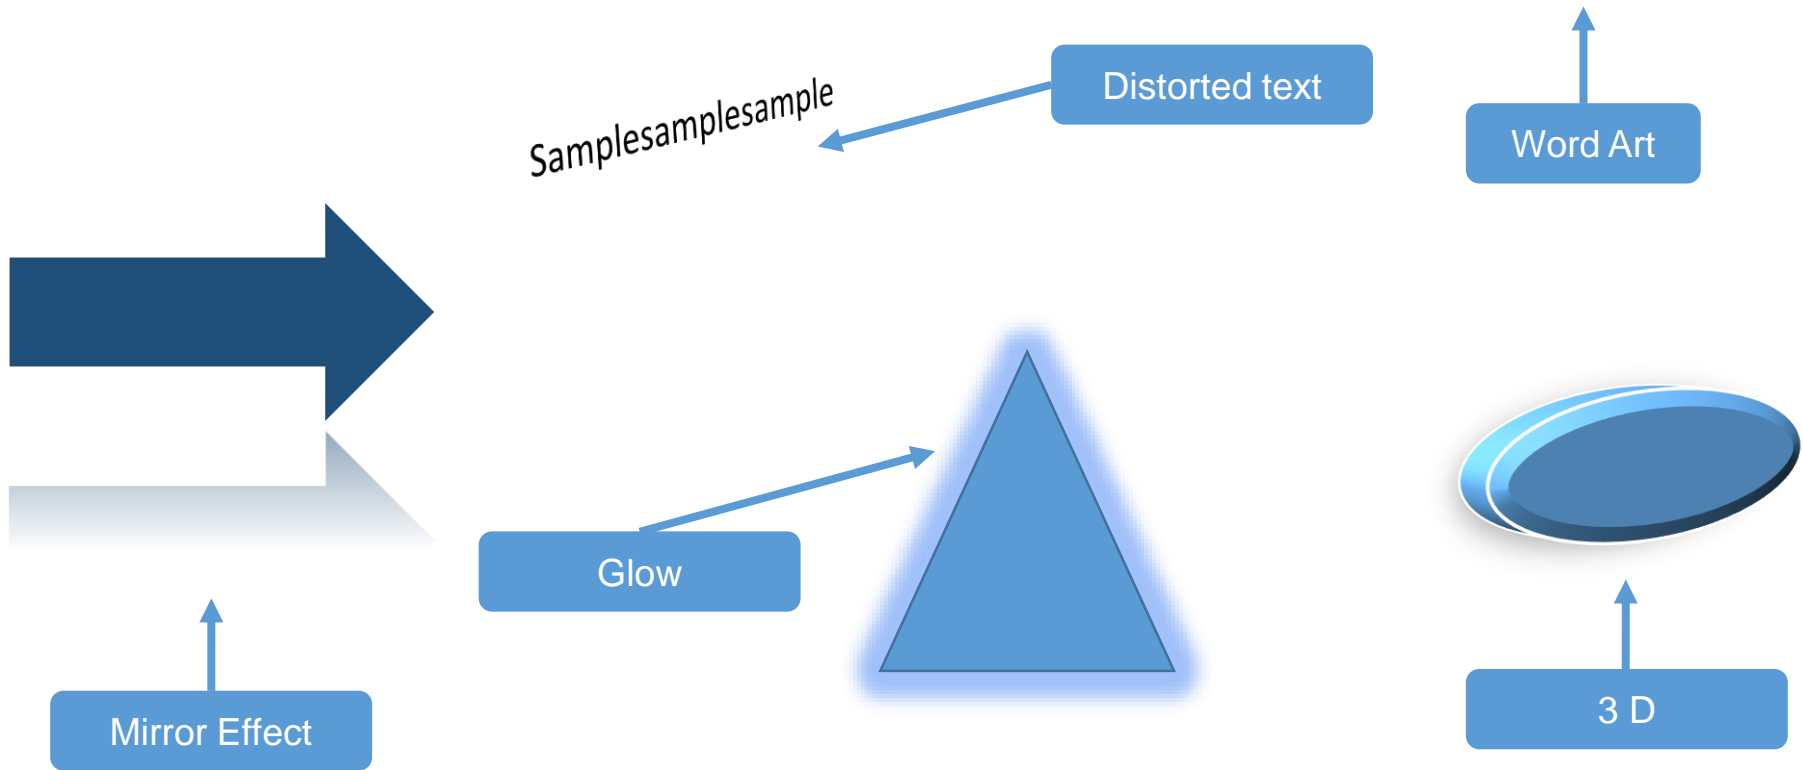 Samplesamplesample
Distorted text
Word Art
Glow
Mirror Effect
3 D